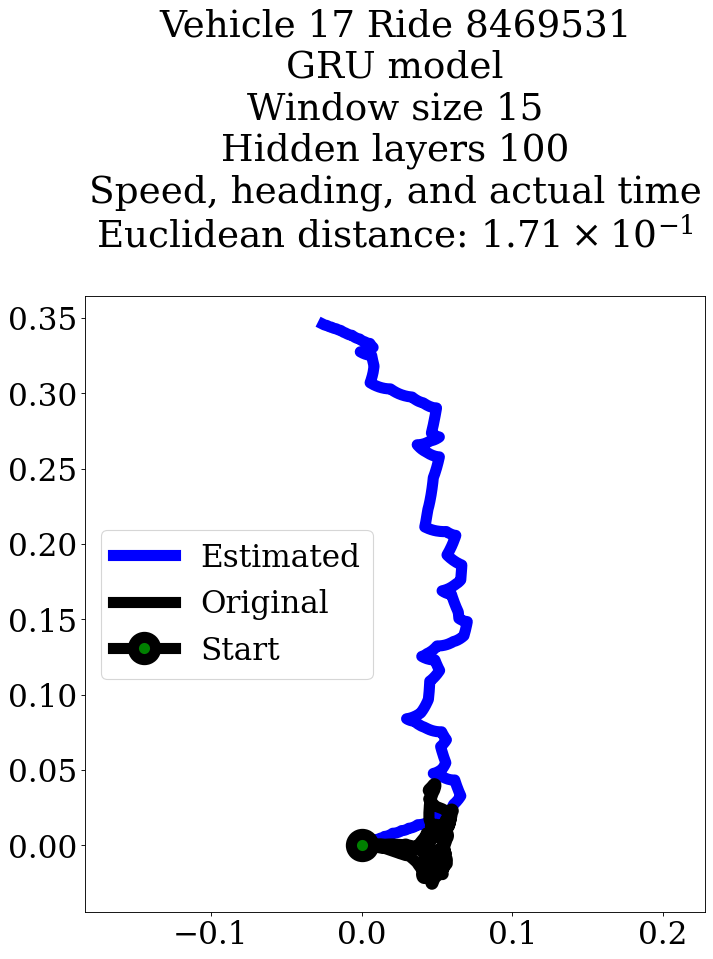 Vehicle 17 Ride 8469531
GRU model
Window size 15
Hidden layers 100
Speed, heading, and actual time
Euclidean distance: 1.71 × 10⁻¹
0.35
0.30
0.25
0.20
0.15
0.10
0.05
0.00
Estimated
Original
Start
−0.1
0.0
0.1
0.2